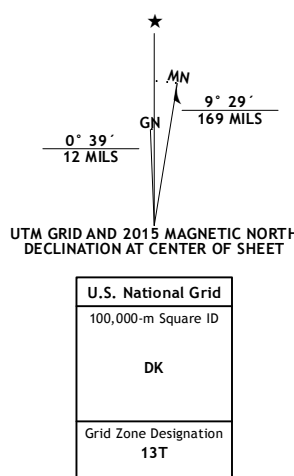 ★
MN
GN
9° 29´
169 MILS
0° 39´
12 MILS
UTM GRID AND 2015 MAGNETIC NORTH
DECLINATION AT CENTER OF SHEET
U.S. National Grid
100,000-m Square ID
DK
Grid Zone Designation
13T